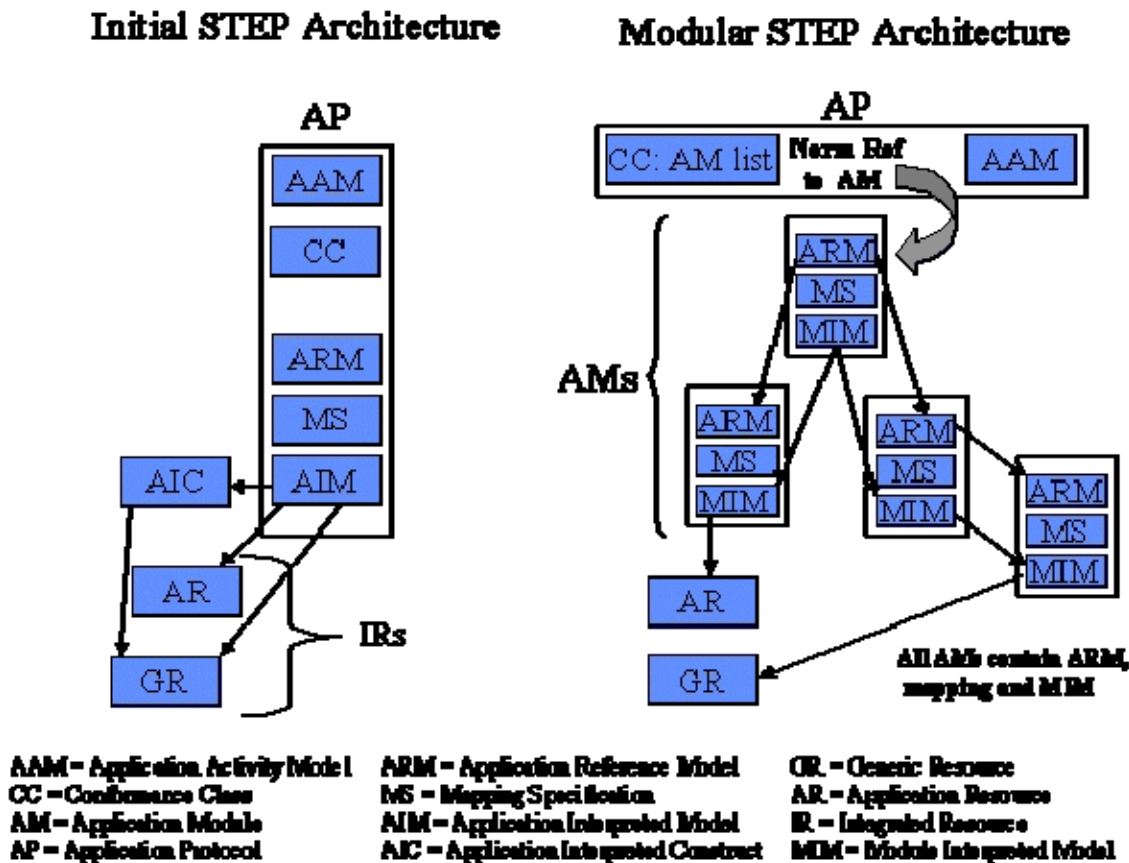 Initial STEP Architecture
Modular STEP Architecture
AP
AAM
CC
ARM
MS
AIM
AIC
AR
GR
IRs
AP
CC: AM list
Norm Ref
to AM
AAM
AMs
ARM
MS
MIM
ARM
MS
MIM
ARM
MS
MIM
ARM
MS
MIM
AR
GR
All AMs contain ARM,
mapping and MIM
AAM = Application Activity Model
CC = Conformance Class
AM = Application Module
AP = Application Protocol
ARM = Application Reference Model
MS = Mapping Specification
AIM = Application Interpreted Model
AIC = Application Interpreted Construct
GR = Generic Resource
AR = Application Resource
IR = Integrated Resource
MIM = Module Interpreted Model